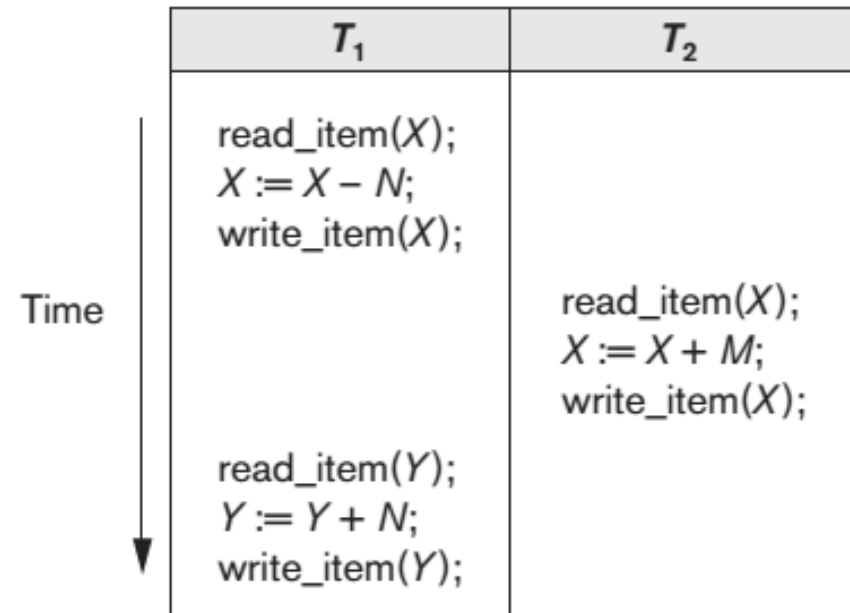 T₁ T₂
read_item(X);
X := X – N;
write_item(X);
Time
read_item(X);
X := X + M;
write_item(X);
read_item(Y);
Y := Y + N;
write_item(Y);